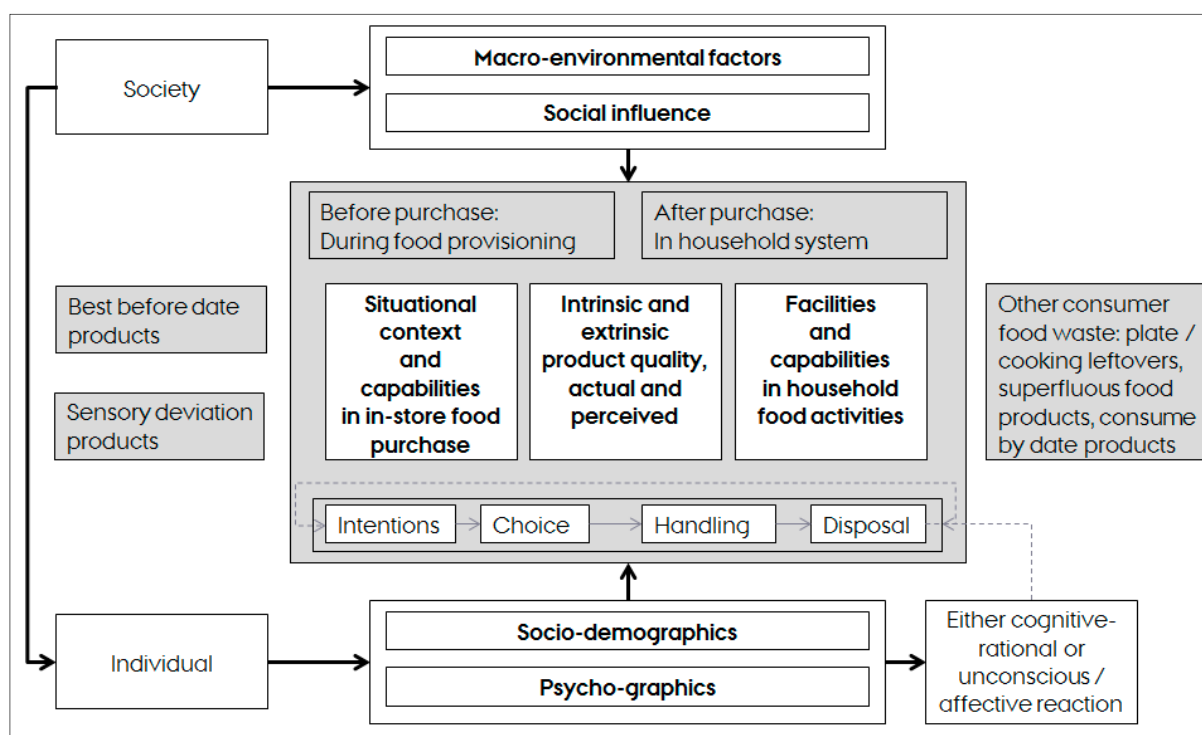 Society
Macro-environmental factors
Social influence
Before purchase:
During food provisioning
After purchase:
In household system
Best before date
products
Sensory deviation
products
Situational
context
and
capabilities
in in-store food
purchase
Intrinsic and
extrinsic
product quality,
actual and
perceived
Facilities
and
capabilities
in household
food activities
Other consumer
food waste: plate /
cooking leftovers,
superfluous food
products, consume
by date products
Intentions
Choice
Handling
Disposal
Individual
Socio-demographics
Psycho-graphics
Either cognitive-
rational or
unconscious /
affective reaction